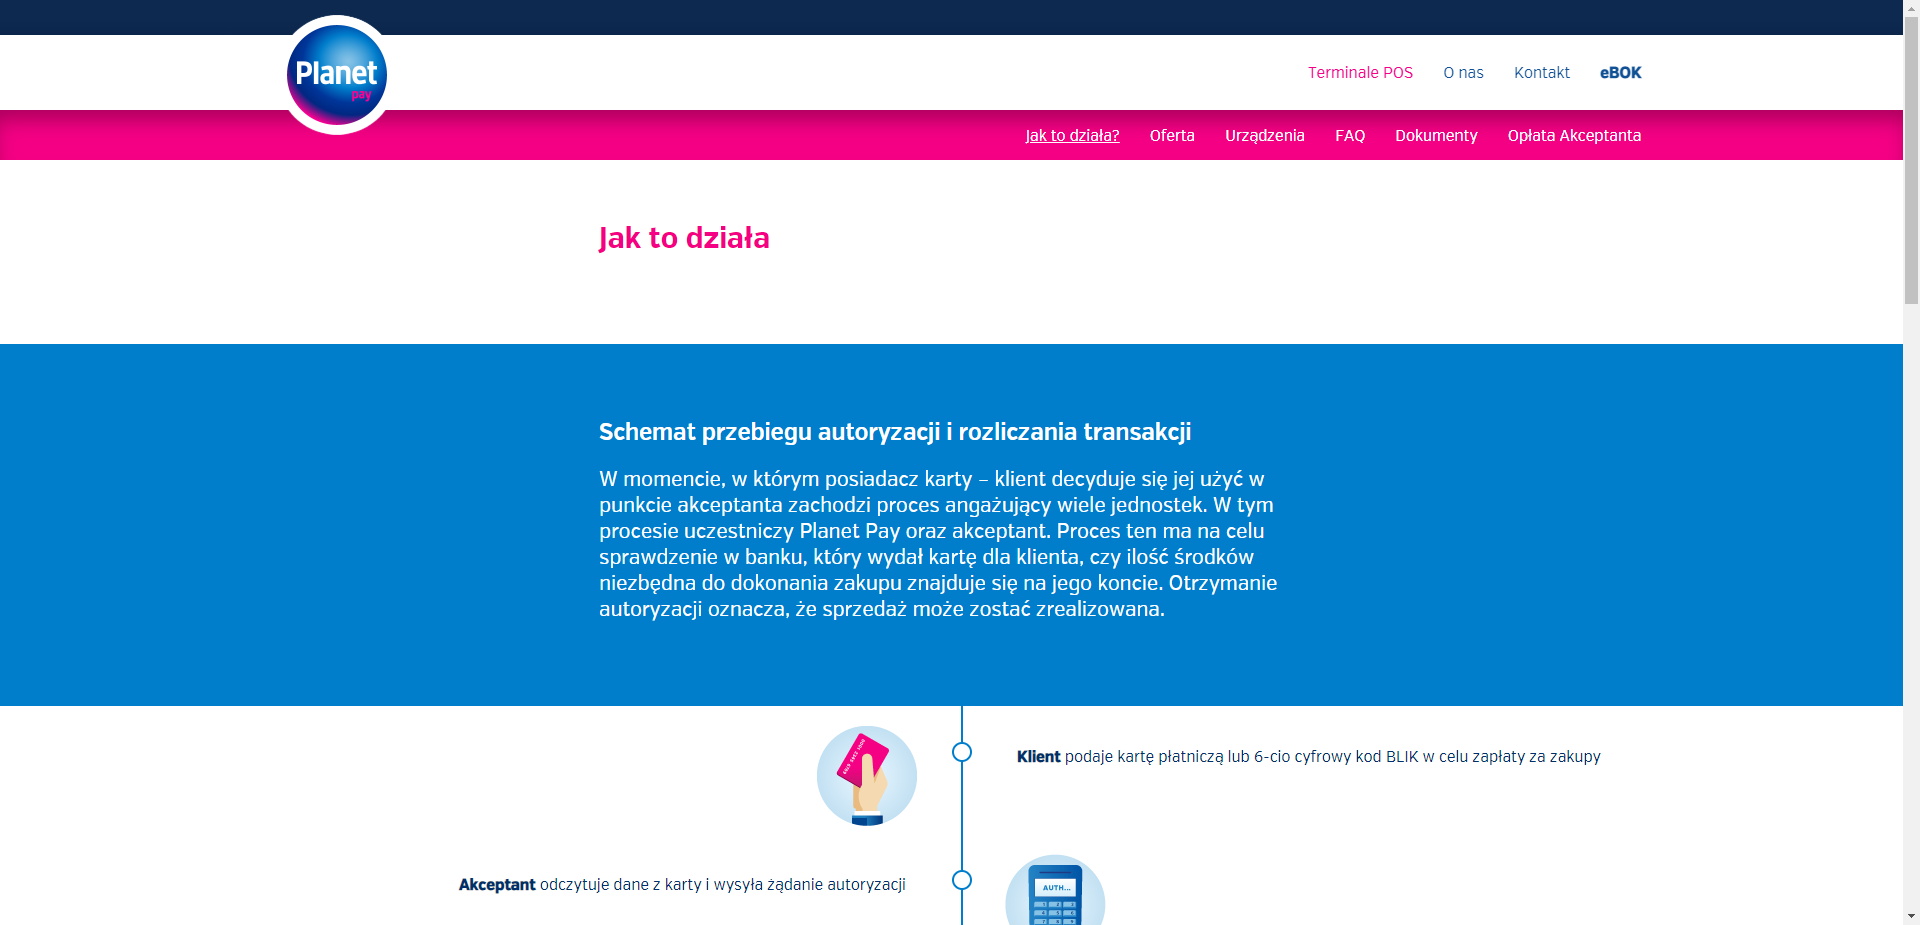 Planet
pay
Terminale POS O nas Kontakt eBOK
Jak to działa? Oferta Urządzenia FAQ Dokumenty Opłata Akceptanta
Jak to działa
Schemat przebiegu autoryzacji i rozliczania transakcji
W momencie, w którym posiadacz karty – klient decyduje się jej użyć w
punkcie akceptanta zachodzi proces angażujący wiele jednostek. W tym
procesie uczestniczy Planet Pay oraz akceptant. Proces ten ma na celu
sprawdzenie w banku, który wydał kartę dla klienta, czy ilość środków
niezbędna do dokonania zakupu znajduje się na jego koncie. Otrzymanie
autoryzacji oznacza, że sprzedaż może zostać zrealizowana.
Klient podaje kartę płatniczą lub 6-cio cyfrowy kod BLIK w celu zapłaty za zakupy
Akceptant odczytuje dane z karty i wysyła żądanie autoryzacji
AUTH...